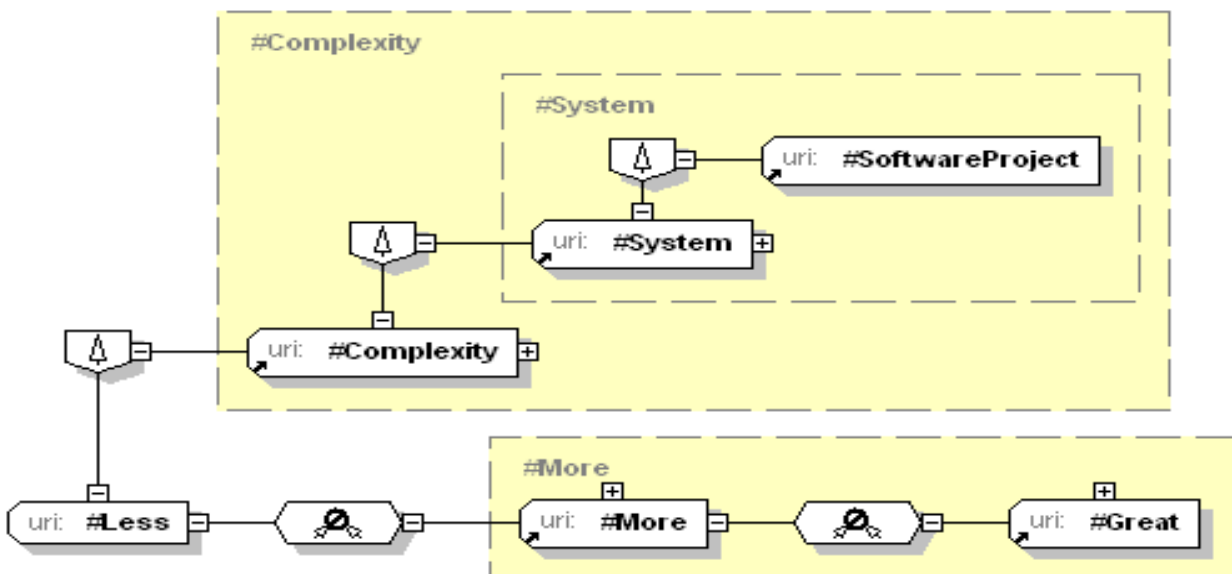 #Complexity
#System
uri: #SoftwareProject
uri: #System
uri: #Complexity
#More
uri: #Less
uri: #More
uri: #Great